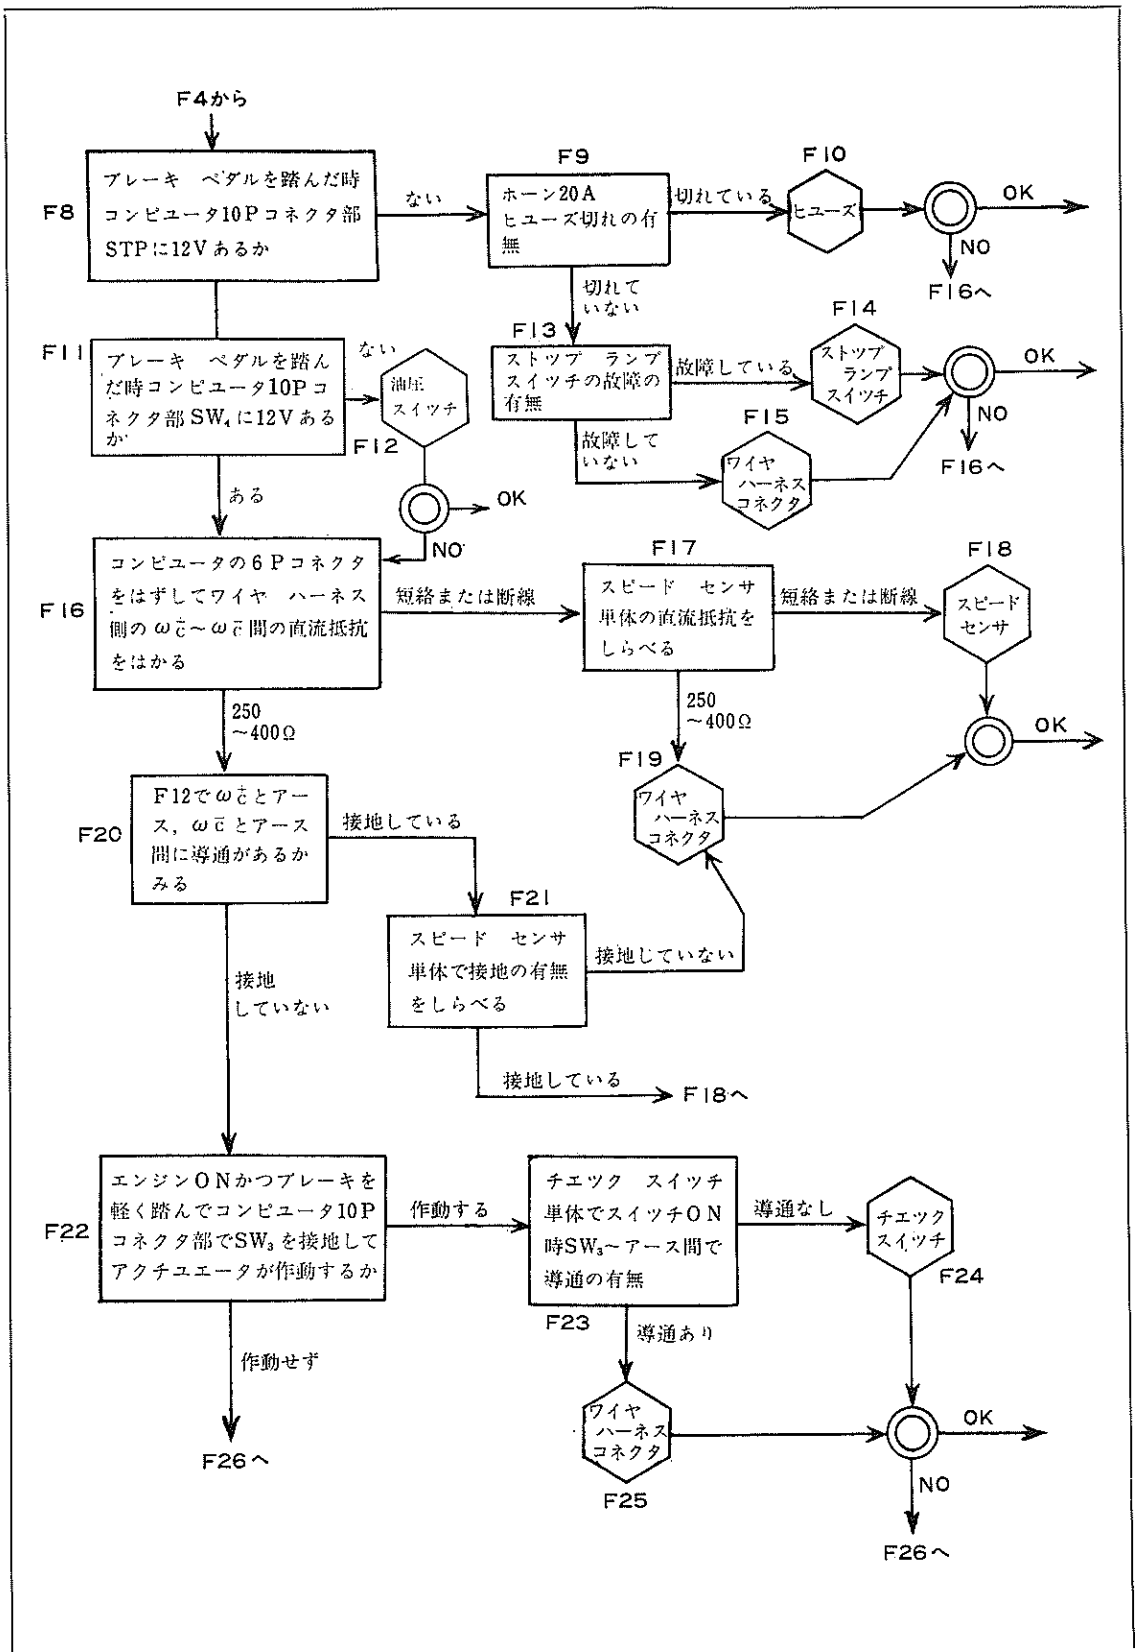 F4から
F8
ブレーキ ペダルを踏んだ時
コンピユータ10Pコネクタ部
STPに12Vあるか
ない
F9
ホーン20A
ヒユーズ切れの有
無
切れている
F10
ヒユーズ
OK
NO
F16へ
切れて
いない
F11
ブレーキ ペダルを踏ん
だ時コンピユータ10Pコ
ネクタ部SW₄に12Vある
か
ない
油圧
スイツチ
F12
OK
NO
F13
ストツプ ランプ
スイツチの故障の
有無
故障している
F14
ストツプ
ランプ
スイツチ
OK
NO
F16へ
故障して
いない
F15
ワイヤ
ハーネス
コネクタ
ある
F16
コンピユータの6Pコネクタ
をはずしてワイヤ ハーネス
側のωc⁺~ωc⁻間の直流抵抗
をはかる
短絡または断線
F17
スピード センサ
単体の直流抵抗を
しらべる
短絡または断線
F18
スピード
センサ
OK
250
~400Ω
250
~400Ω
F19
ワイヤ
ハーネス
コネクタ
F20
F12でωc⁺とアー
ス,ωc⁻とアース
間に導通があるか
みる
接地している
F21
スピード センサ
単体で接地の有無
をしらべる
接地していない
接地している
F18へ
接地
していない
F22
エンジンONかつブレーキを
軽く踏んでコンピユータ10P
コネクタ部でSW₃を接地して
アクチユエータが作動するか
作動する
F23
チエツク スイツチ
単体でスイツチON
時SW₃~アース間で
導通の有無
導通なし
F24
チエツク
スイツチ
導通あり
F25
ワイヤ
ハーネス
コネクタ
OK
NO
F26へ
作動せず
F26へ